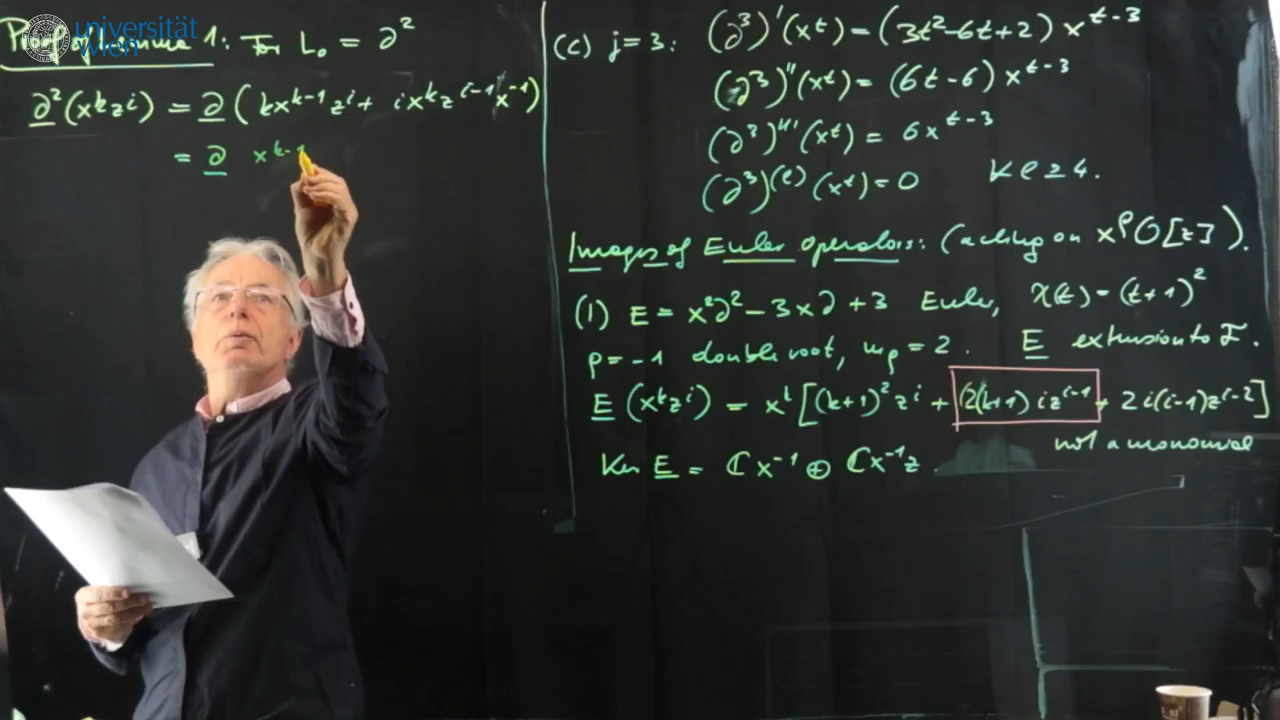 universität
wien
Proof of Lemma 1: For L₀ = ∂²
∂²(xᵏzⁱ) = ∂(kxᵏ⁻¹zⁱ + ixᵏzⁱ⁻¹x⁻¹)
= ∂ xᵏ⁻¹
(c) j=3: (∂³)'(xᵗ) = (3t²-6t+2)xᵗ⁻³
(∂³)''(xᵗ) = (6t-6)xᵗ⁻³
(∂³)'''(xᵗ) = 6xᵗ⁻³
(∂³)⁽ˡ⁾(xᵗ) = 0 ∀ℓ≥4.
Images of Euler operators: (acting on xᵖO[z]).
(1) E = x²∂²-3x∂+3 Euler, χ(t) = (t+1)²
ρ=-1 double root, mᵨ=2. E extension to F.
E(xᵏzⁱ) = xᵏ[(k+1)²zⁱ + (2(k+1)izⁱ⁻¹ + 2i(i-1)zⁱ⁻²]
not a monomial
Ker E = ℂx⁻¹ ⊕ ℂx⁻¹z.